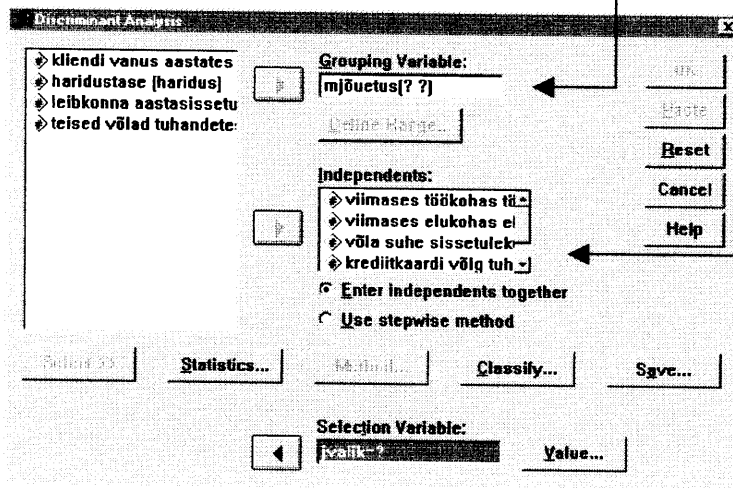 Discriminant Analysis
kliendi vanus aastates
haridustase [haridus]
leibkonna aastasissetu
teised võlad tuhandete
Grouping Variable:
mjõuetus[? ?]
Define Range...
Independents:
viimases töökohas tö
viimases elukohas el
võla suhe sissetulek
krediitkaardi võlg tuh
Enter independents together
Use stepwise method
Paste
Reset
Cancel
Help
Statistics...
Classify...
Save...
Selection Variable:
Value...